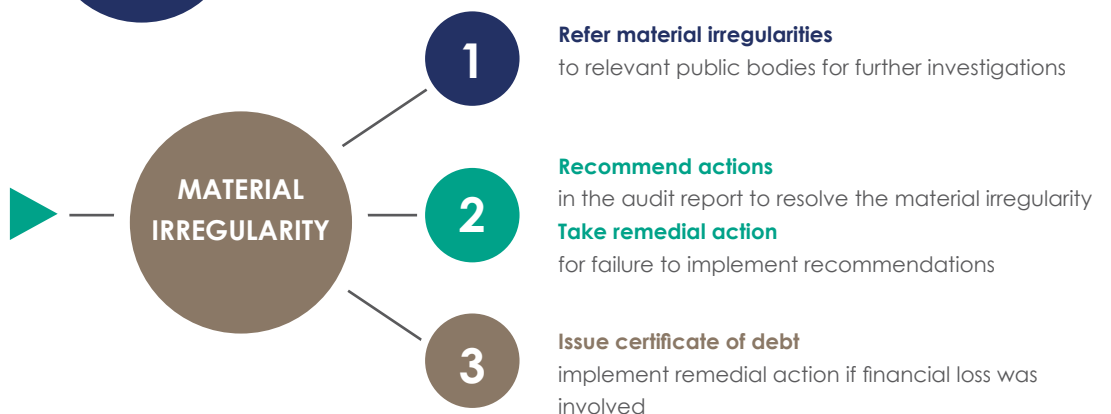 MATERIAL
IRREGULARITY
1
Refer material irregularities
to relevant public bodies for further investigations
2
Recommend actions
in the audit report to resolve the material irregularity
Take remedial action
for failure to implement recommendations
3
Issue certificate of debt
implement remedial action if financial loss was
involved